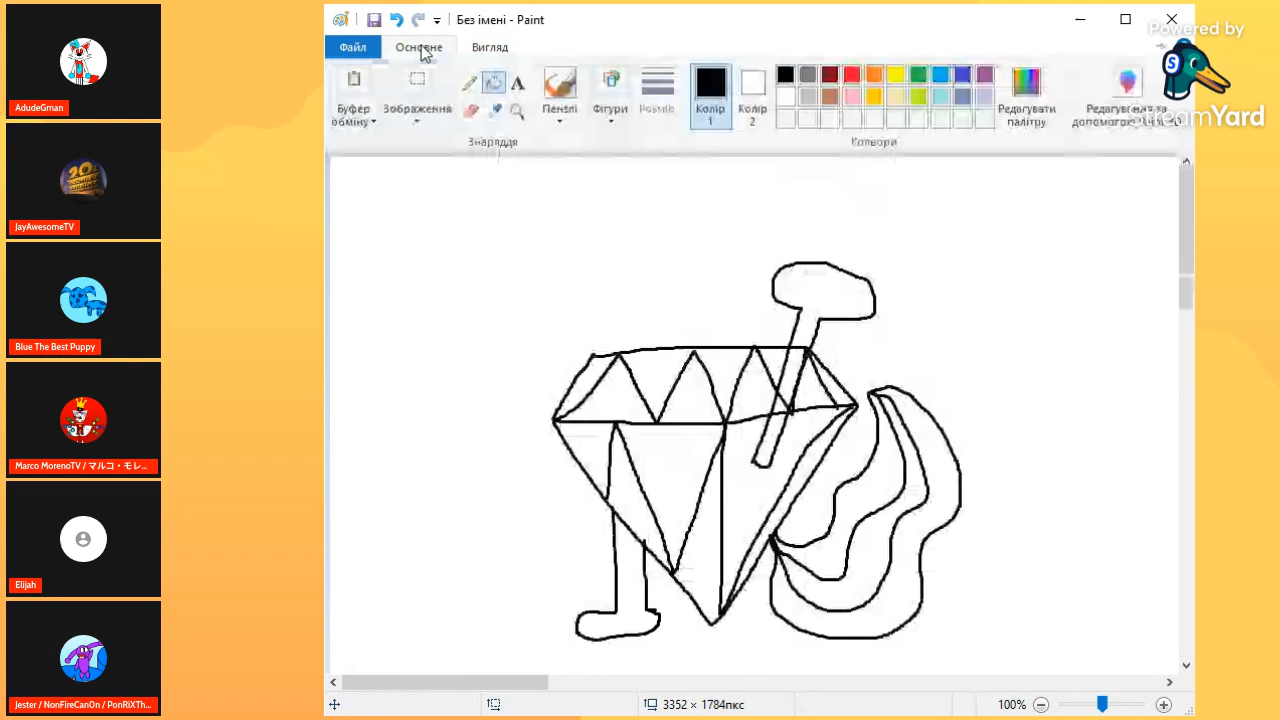 AdudeGman
JayAwesomeTV
Blue The Best Puppy
Marco MorenoTV / マルコ・モレ...
Elijah
Jester / NonFireCanOn / PonRiXTh...
Без імені - Paint
Файл
Основне
Вигляд
Буфер обміну
Зображення
Знаряддя
Пензлі
Фігури
Розмір
Колір 1
Колір 2
Редагувати палітру
Редагування за
Powered by
StreamYard
3352 × 1784пкс
100%